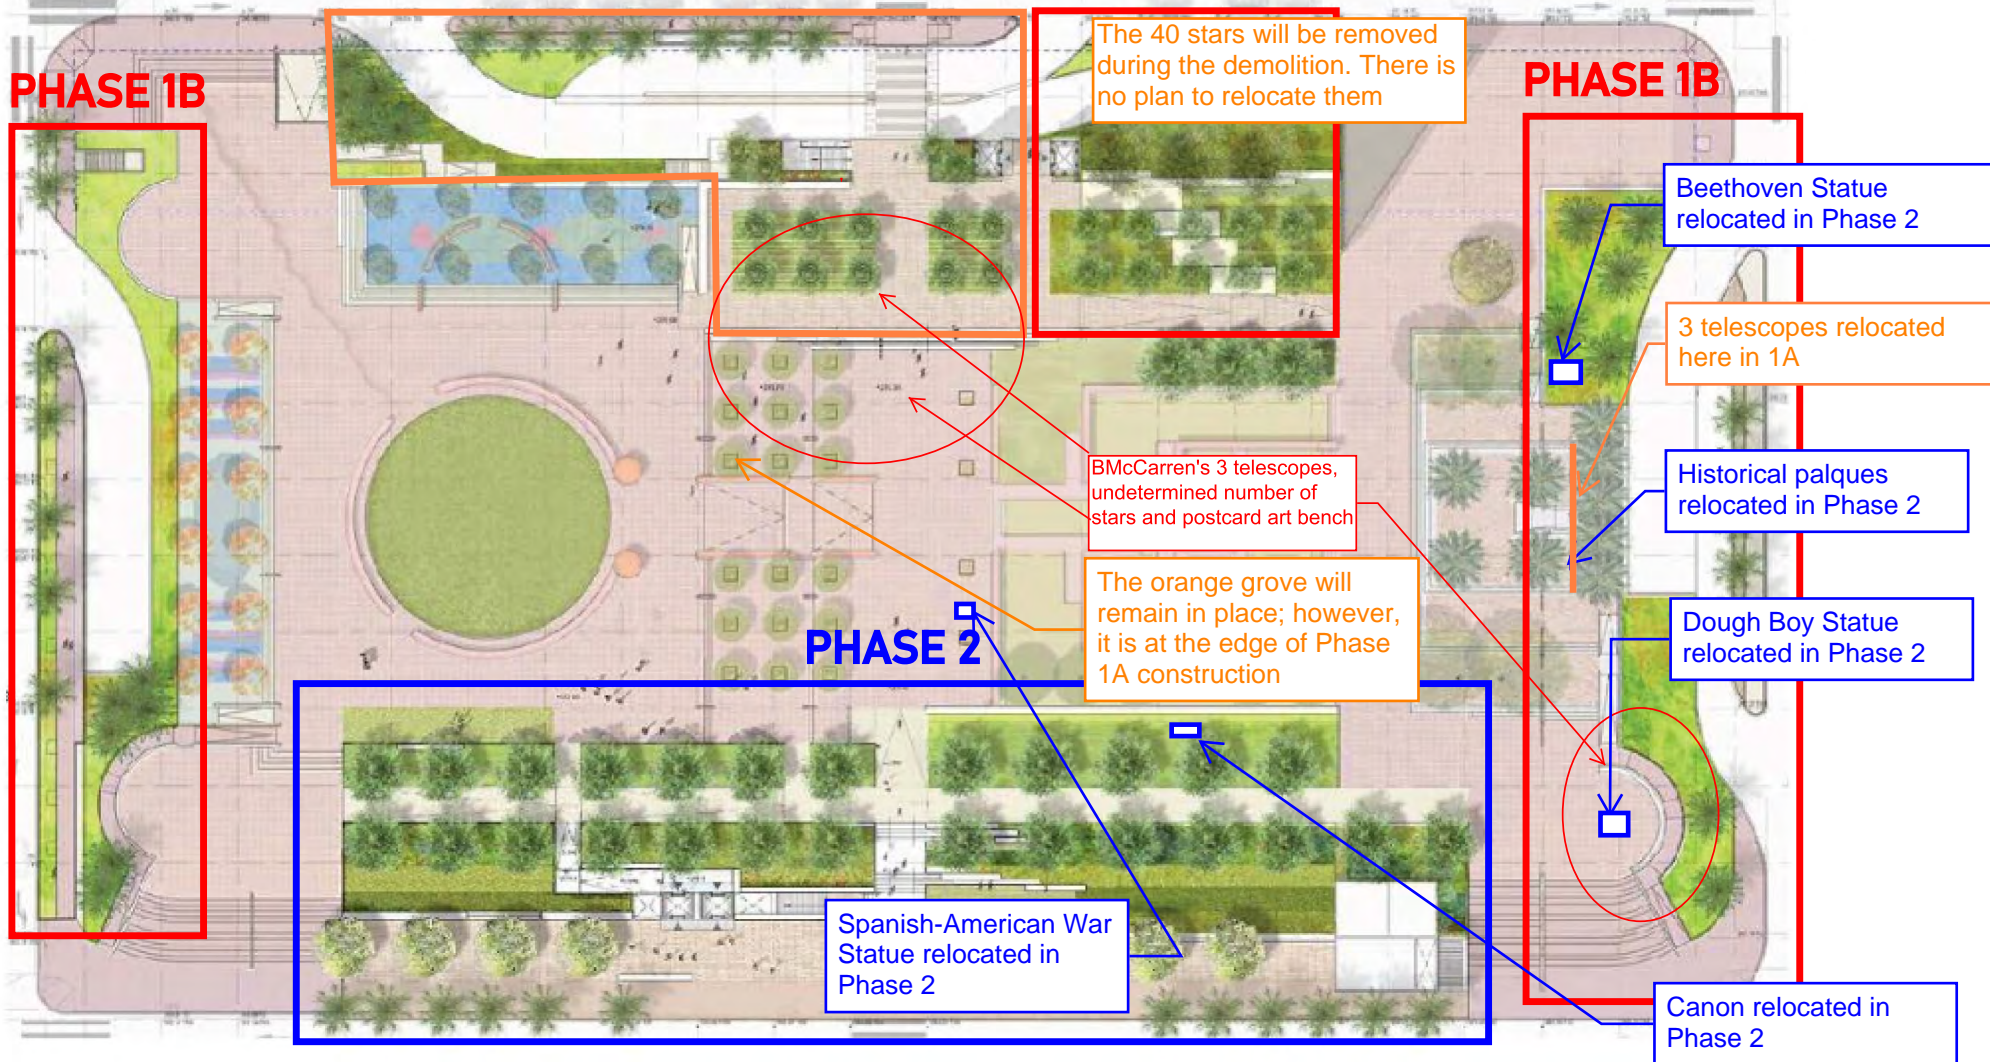 PHASE 1B
The 40 stars will be removed
during the demolition. There is
no plan to relocate them
PHASE 1B
Beethoven Statue
relocated in Phase 2
3 telescopes relocated
here in 1A
BMcCarren's 3 telescopes,
undetermined number of
stars and postcard art bench
Historical palques
relocated in Phase 2
The orange grove will
remain in place; however,
it is at the edge of Phase
1A construction
PHASE 2
Dough Boy Statue
relocated in Phase 2
Spanish-American War
Statue relocated in
Phase 2
Canon relocated in
Phase 2